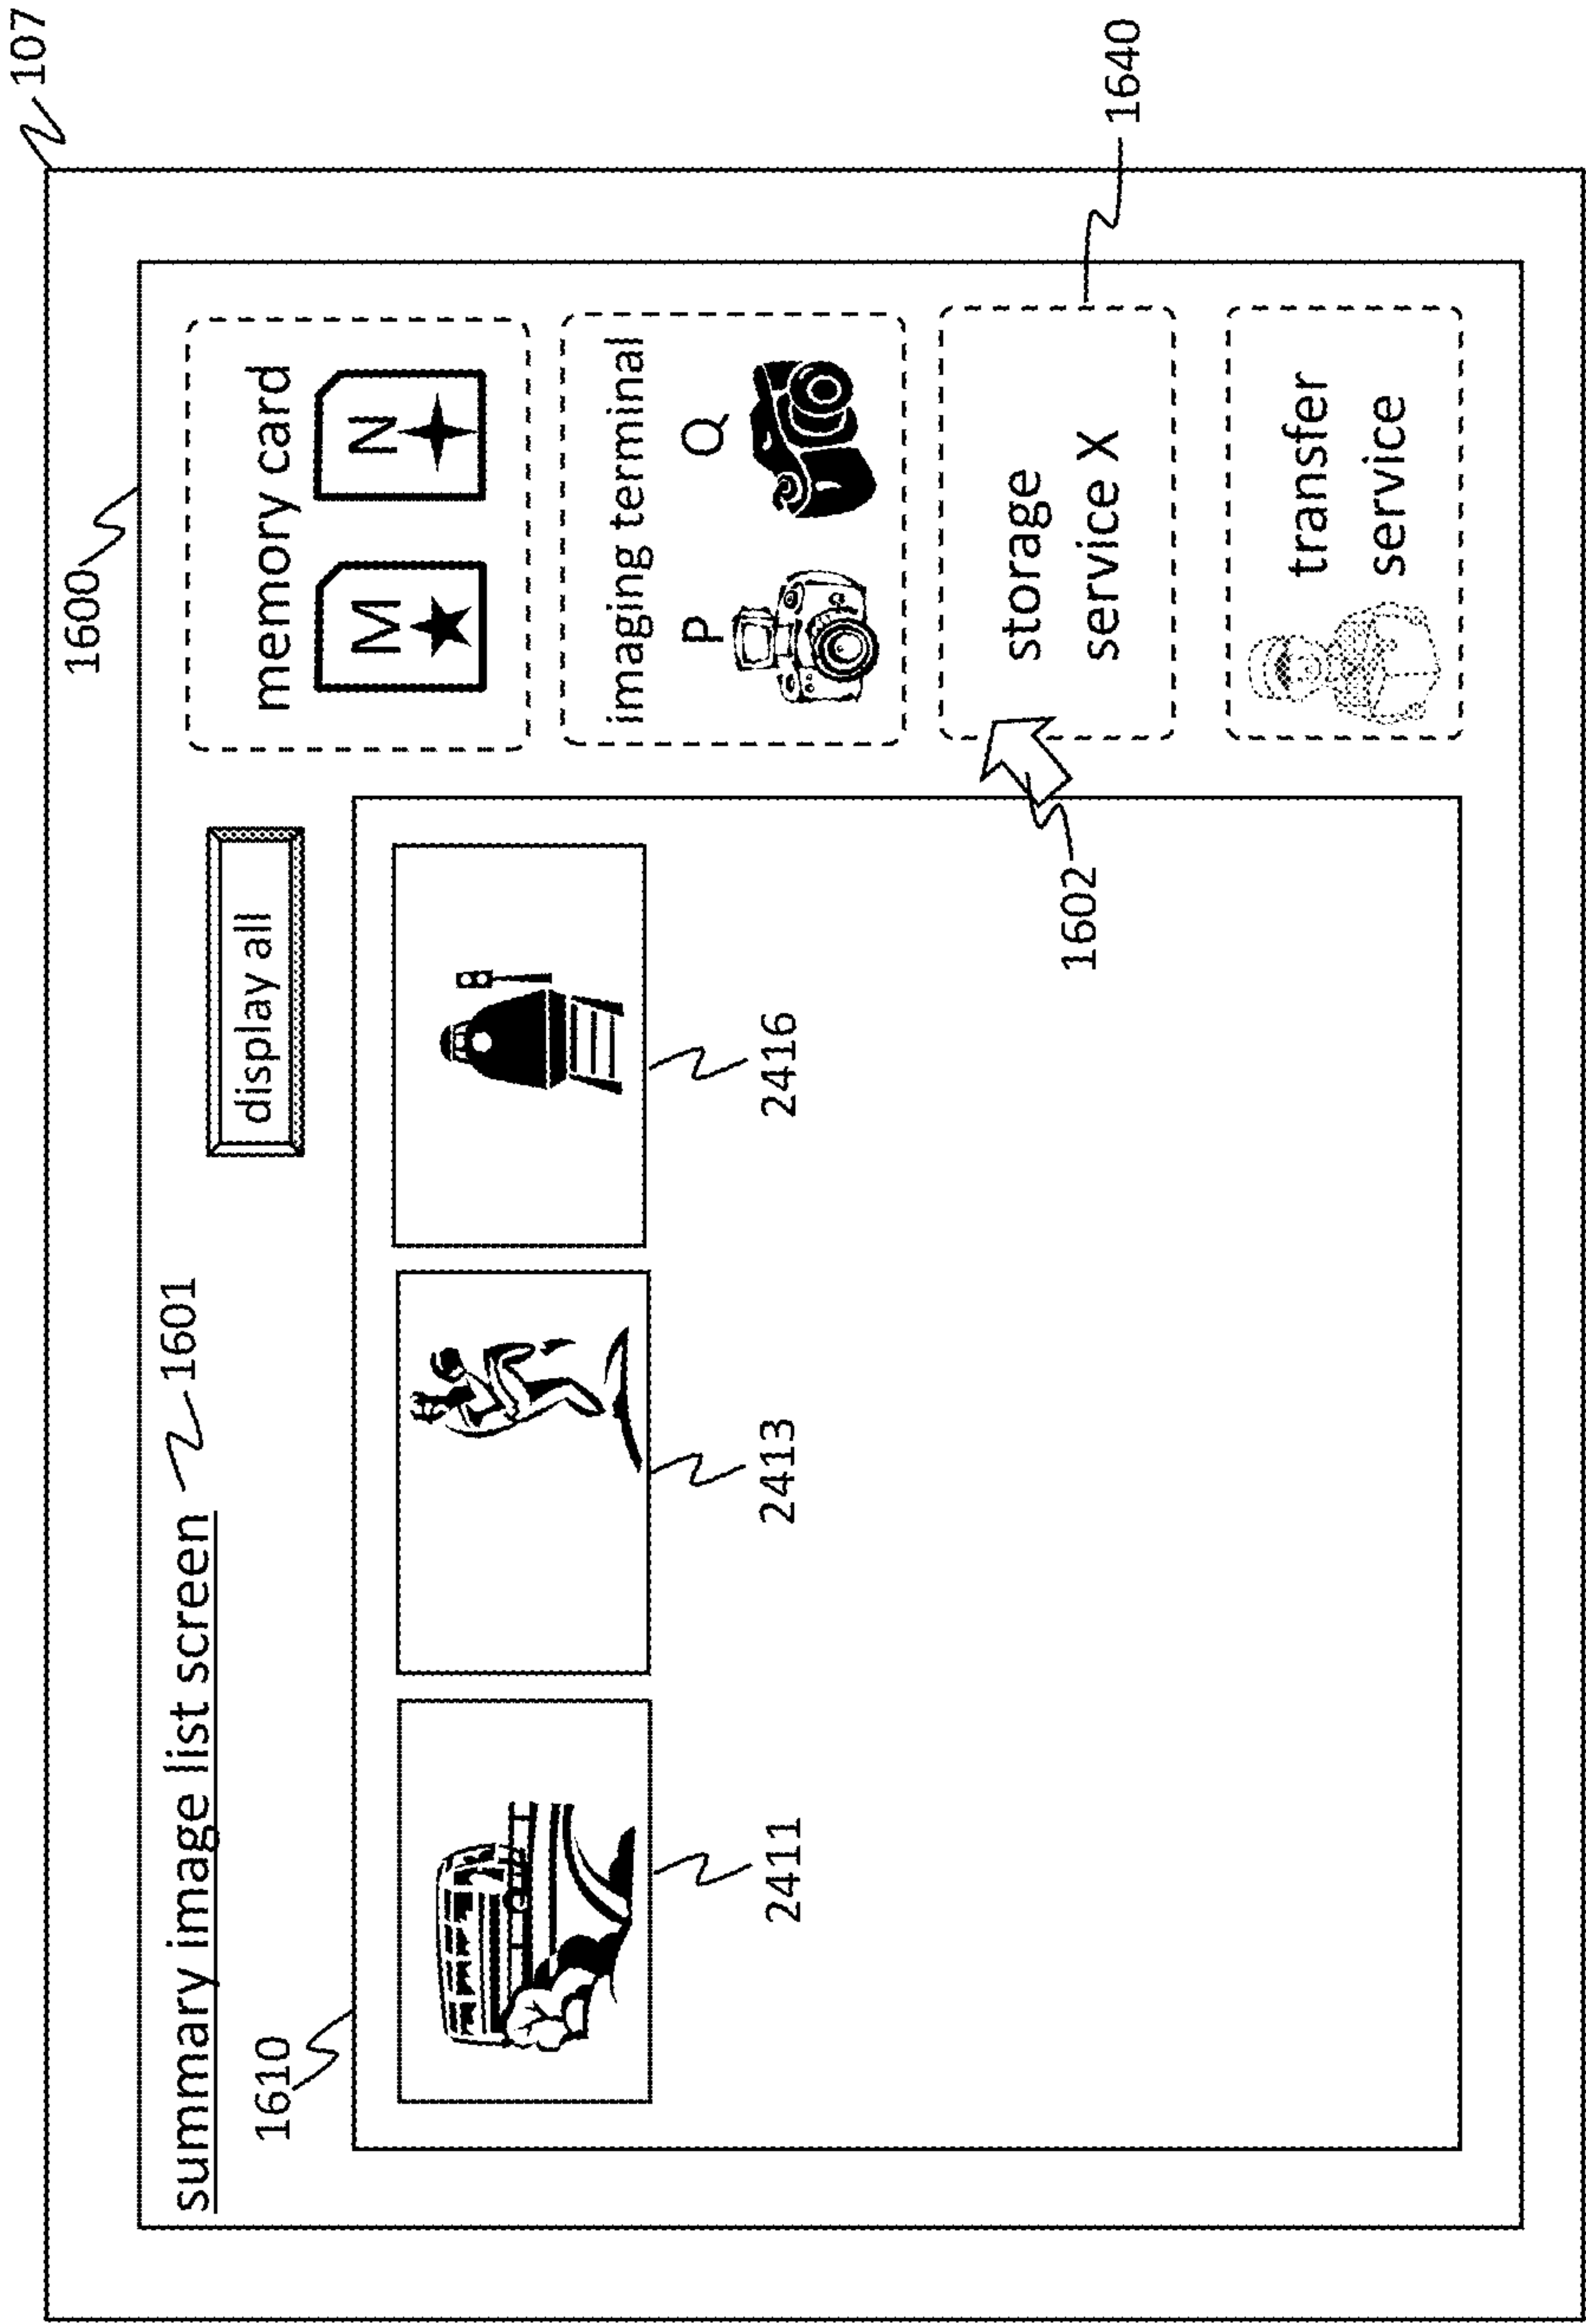 107
1600
summary image list screen
1601
display all
1610
2411
2413
2416
memory card
M
N
imaging terminal
P
Q
storage
service X
1640
1602
transfer
service